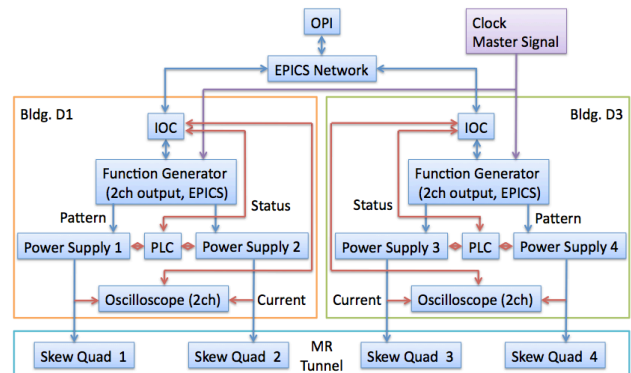 OPI
Clock
Master Signal
EPICS Network
Bldg. D1
Bldg. D3
IOC
IOC
Function Generator
(2ch output, EPICS)
Function Generator
(2ch output, EPICS)
Pattern
Status
Status
Pattern
Power Supply 1
PLC
Power Supply 2
Power Supply 3
PLC
Power Supply 4
Oscilloscope (2ch)
Current
Current
Oscilloscope (2ch)
Skew Quad 1
Skew Quad 2
MR
Tunnel
Skew Quad 3
Skew Quad 4